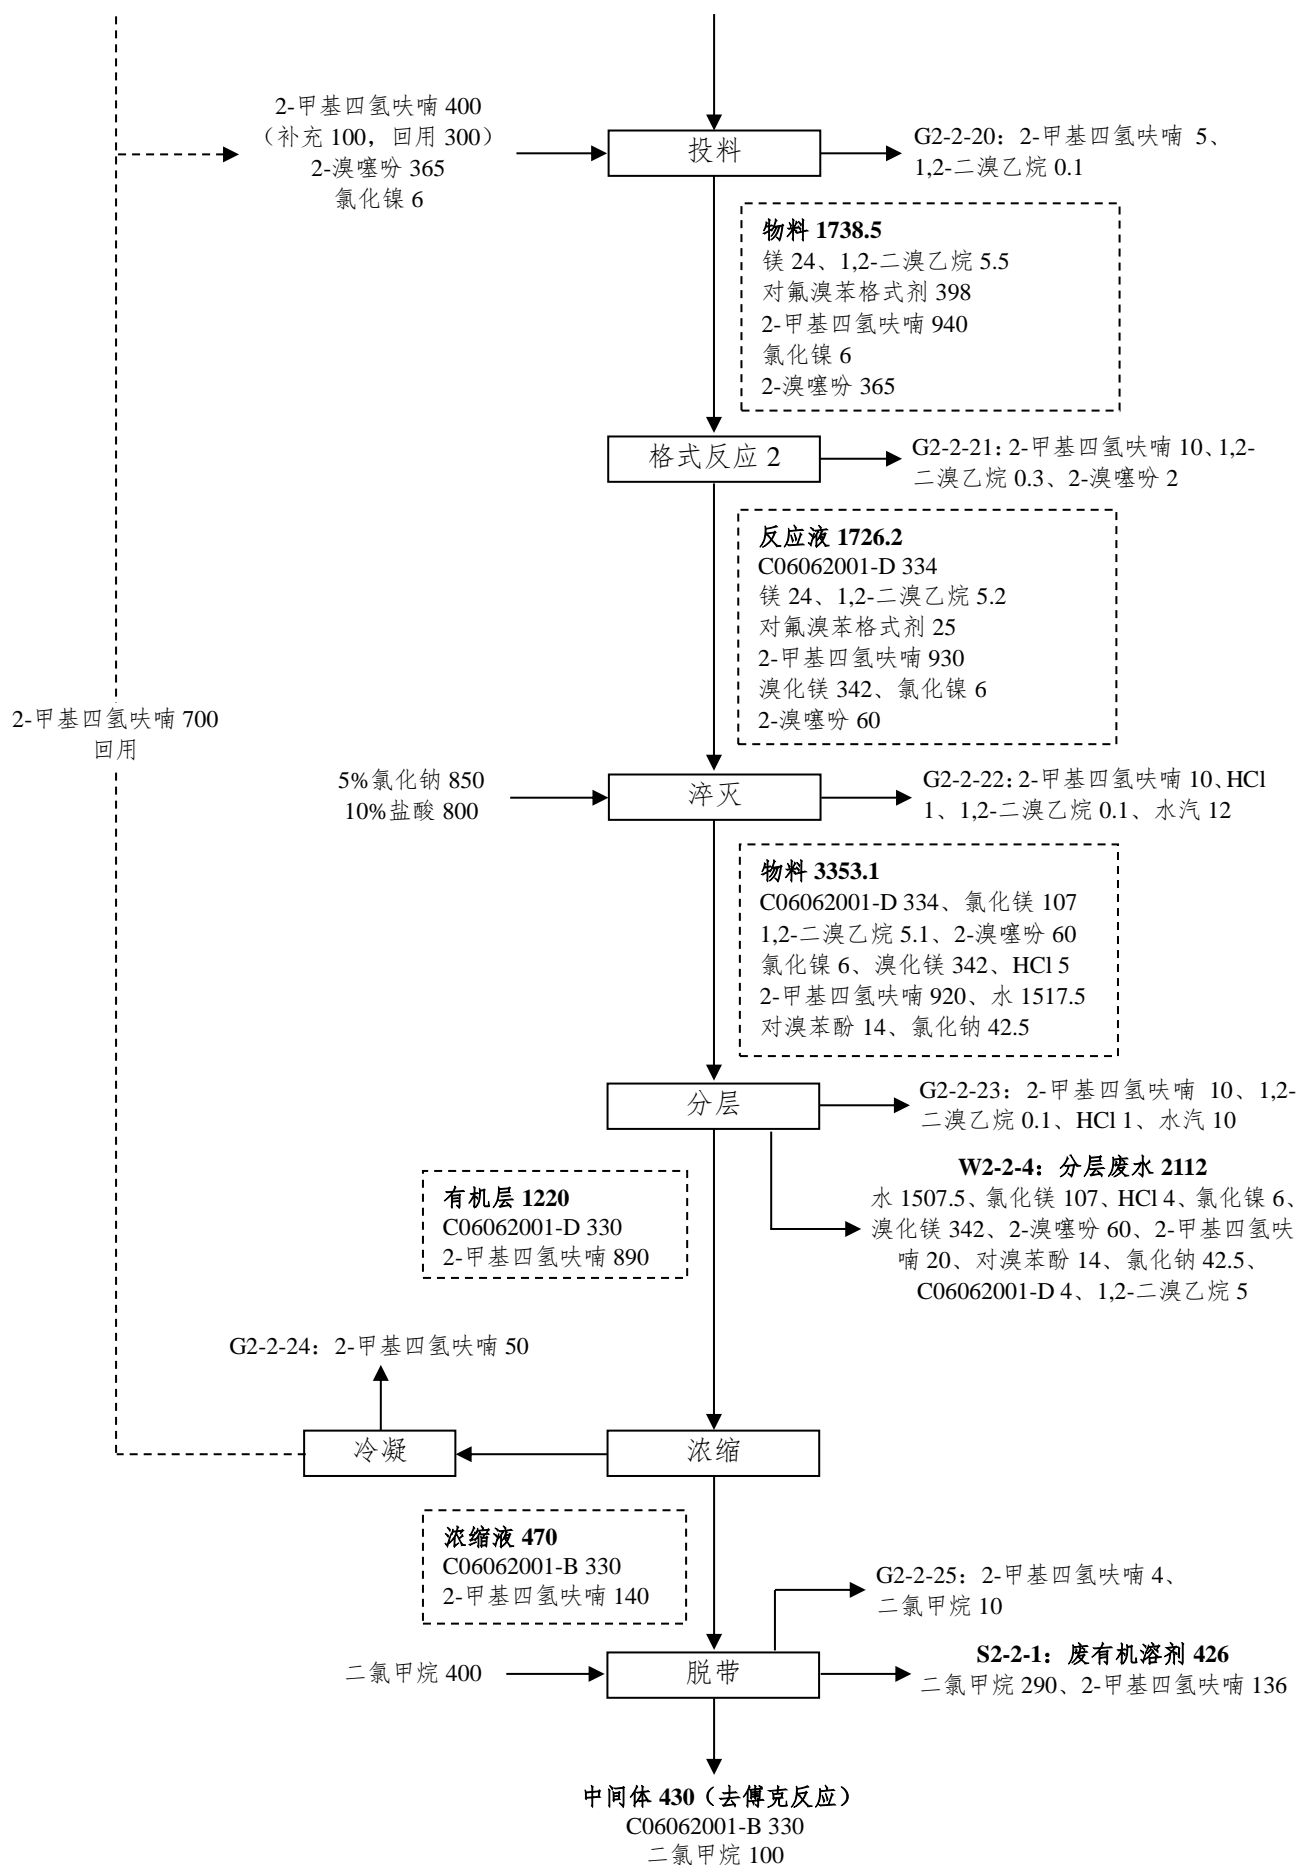 2-甲基四氢呋喃 400
（补充 100，回用 300）
2-溴噻吩 365
氯化镍 6
投料
G2-2-20：2-甲基四氢呋喃 5、
1,2-二溴乙烷 0.1
物料 1738.5
镁 24、1,2-二溴乙烷 5.5
对氟溴苯格式剂 398
2-甲基四氢呋喃 940
氯化镍 6
2-溴噻吩 365
格式反应 2
G2-2-21：2-甲基四氢呋喃 10、1,2-
二溴乙烷 0.3、2-溴噻吩 2
反应液 1726.2
C06062001-D 334
镁 24、1,2-二溴乙烷 5.2
对氟溴苯格式剂 25
2-甲基四氢呋喃 930
溴化镁 342、氯化镍 6
2-溴噻吩 60
2-甲基四氢呋喃 700
回用
5%氯化钠 850
10%盐酸 800
淬灭
G2-2-22：2-甲基四氢呋喃 10、HCl
1、1,2-二溴乙烷 0.1、水汽 12
物料 3353.1
C06062001-D 334、氯化镁 107
1,2-二溴乙烷 5.1、2-溴噻吩 60
氯化镍 6、溴化镁 342、HCl 5
2-甲基四氢呋喃 920、水 1517.5
对溴苯酚 14、氯化钠 42.5
分层
G2-2-23：2-甲基四氢呋喃 10、1,2-
二溴乙烷 0.1、HCl 1、水汽 10
W2-2-4：分层废水 2112
水 1507.5、氯化镁 107、HCl 4、氯化镍 6、
溴化镁 342、2-溴噻吩 60、2-甲基四氢呋
喃 20、对溴苯酚 14、氯化钠 42.5、
C06062001-D 4、1,2-二溴乙烷 5
有机层 1220
C06062001-D 330
2-甲基四氢呋喃 890
G2-2-24：2-甲基四氢呋喃 50
冷凝
浓缩
浓缩液 470
C06062001-B 330
2-甲基四氢呋喃 140
G2-2-25：2-甲基四氢呋喃 4、
二氯甲烷 10
二氯甲烷 400
脱带
S2-2-1：废有机溶剂 426
二氯甲烷 290、2-甲基四氢呋喃 136
中间体 430（去傅克反应）
C06062001-B 330
二氯甲烷 100